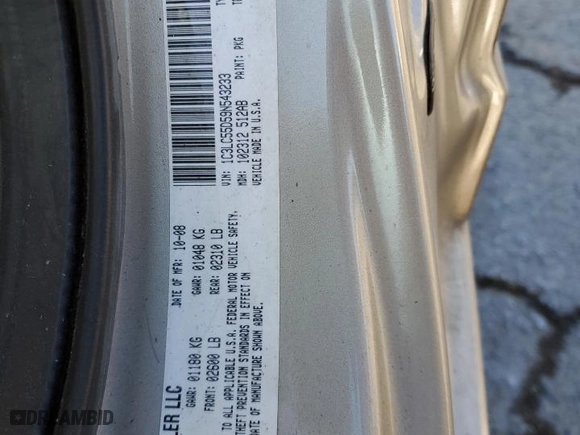 LER LLC
DATE OF MFR: 10-08
GAWR: 01180 KG GAWR: 01048 KG
FRONT: 02600 LB REAR: 02310 LB
TO ALL APPLICABLE U.S.A. FEDERAL MOTOR VEHICLE SAFETY,
THEFT PREVENTION STANDARDS IN EFFECT ON
DATE OF MANUFACTURE SHOWN ABOVE.
VIN: 1C3LC55D59N543233
MDH: 102312 512AB PAINT: PKG
VEHICLE MADE IN U.S.A.
DREAMBID